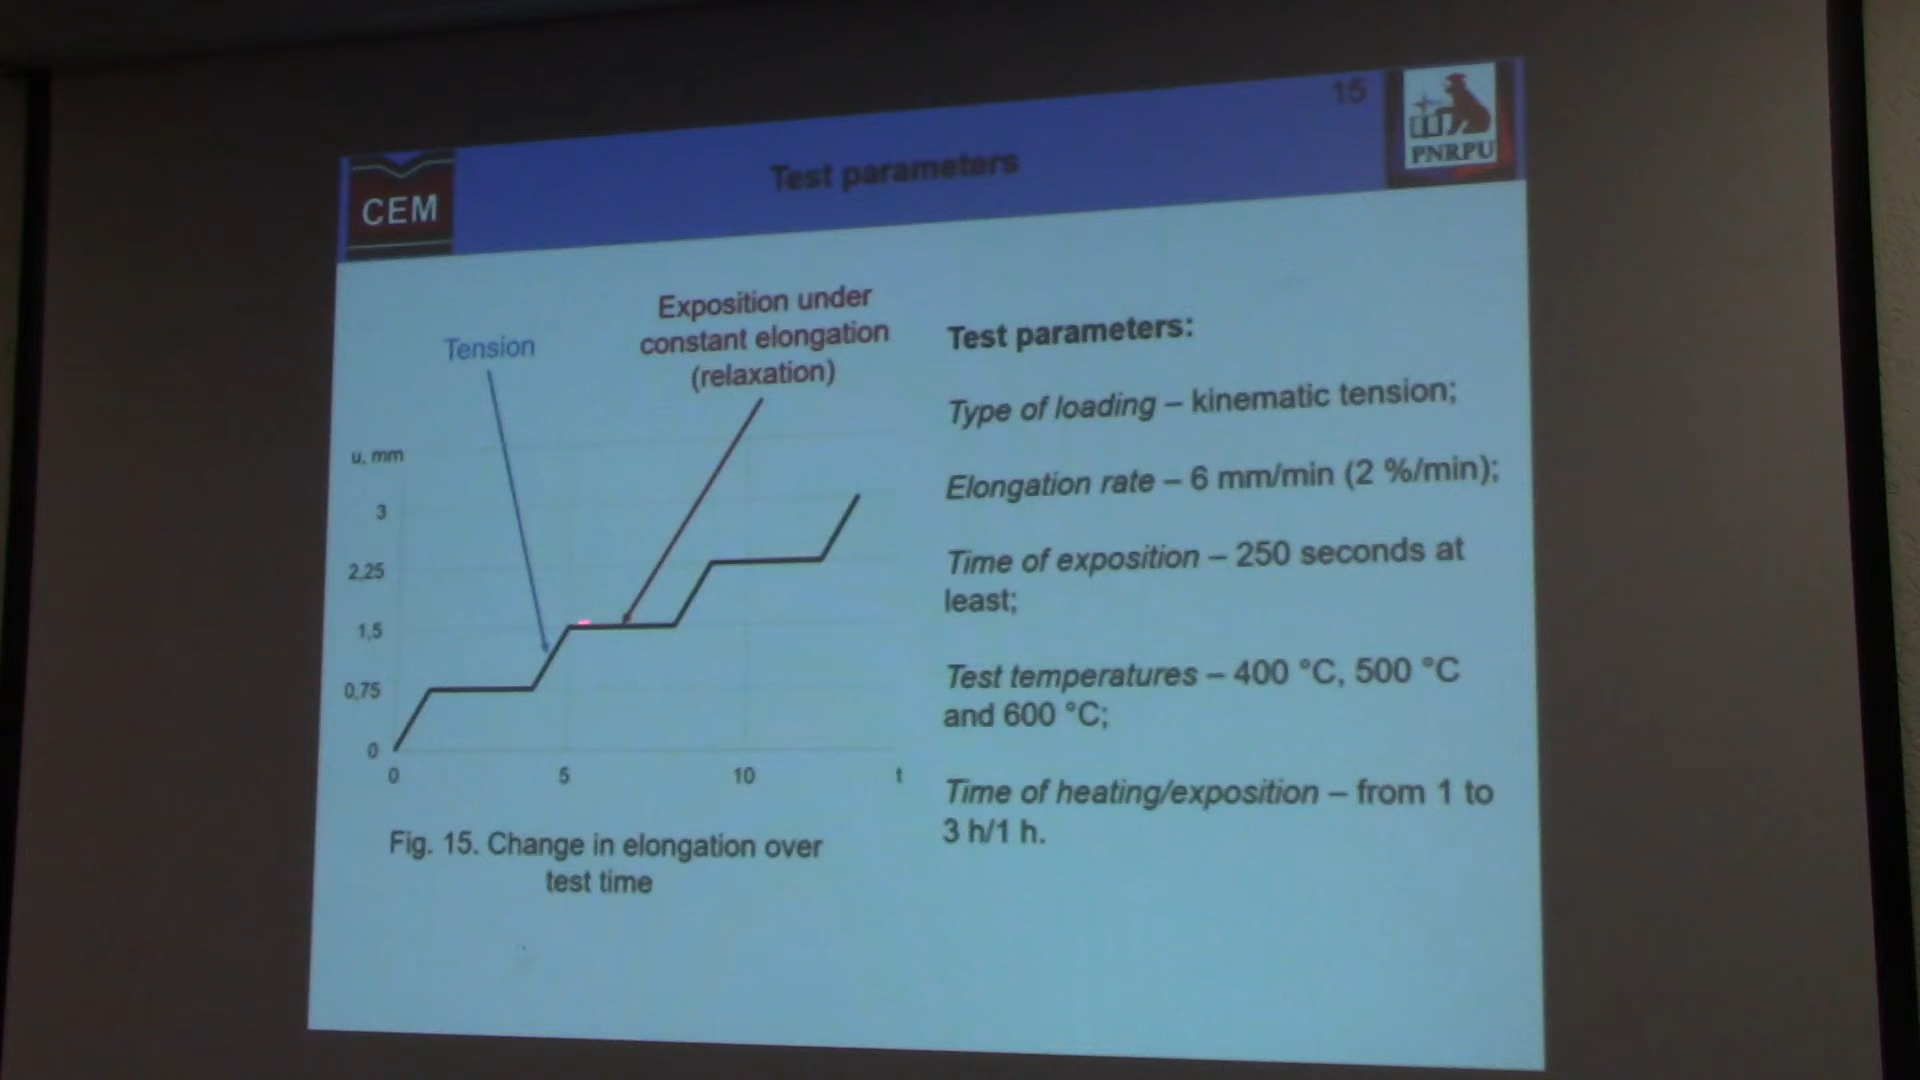 15
CEM
Test parameters
PNRPU
Tension
Exposition under
constant elongation
(relaxation)
u, mm
3
2,25
1,5
0,75
0
0
5
10
t
Fig. 15. Change in elongation over
test time
Test parameters:
Type of loading – kinematic tension;
Elongation rate – 6 mm/min (2 %/min);
Time of exposition – 250 seconds at
least;
Test temperatures – 400 °C, 500 °C
and 600 °C;
Time of heating/exposition – from 1 to
3 h/1 h.